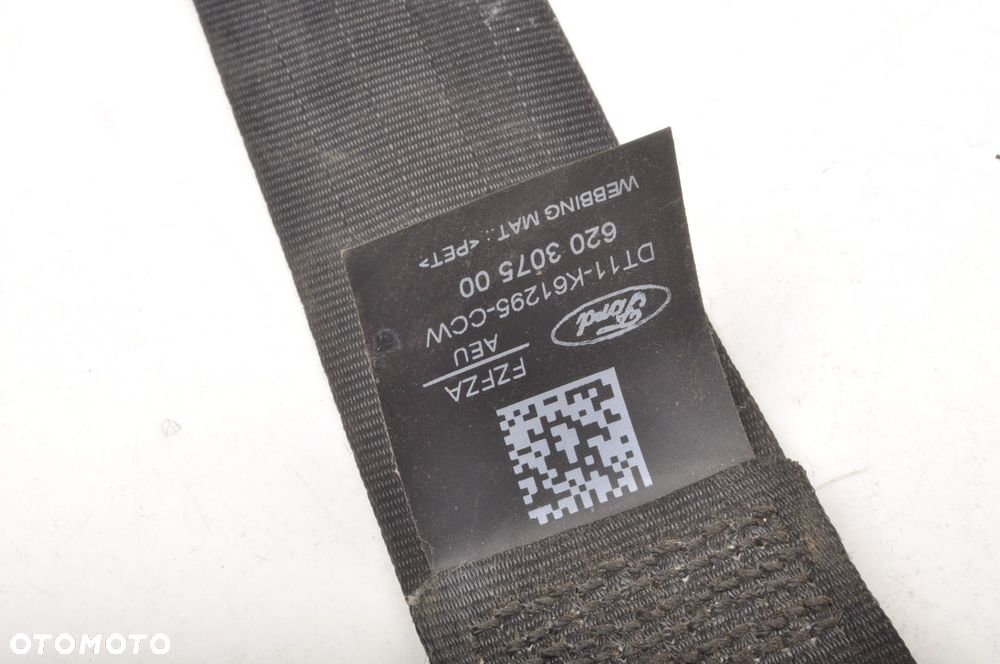 FZFZA
AEU
Ford
DT11-K61295-CCW
620 3075 00
WEBBING MAT.: <PET>
OTOMOTO